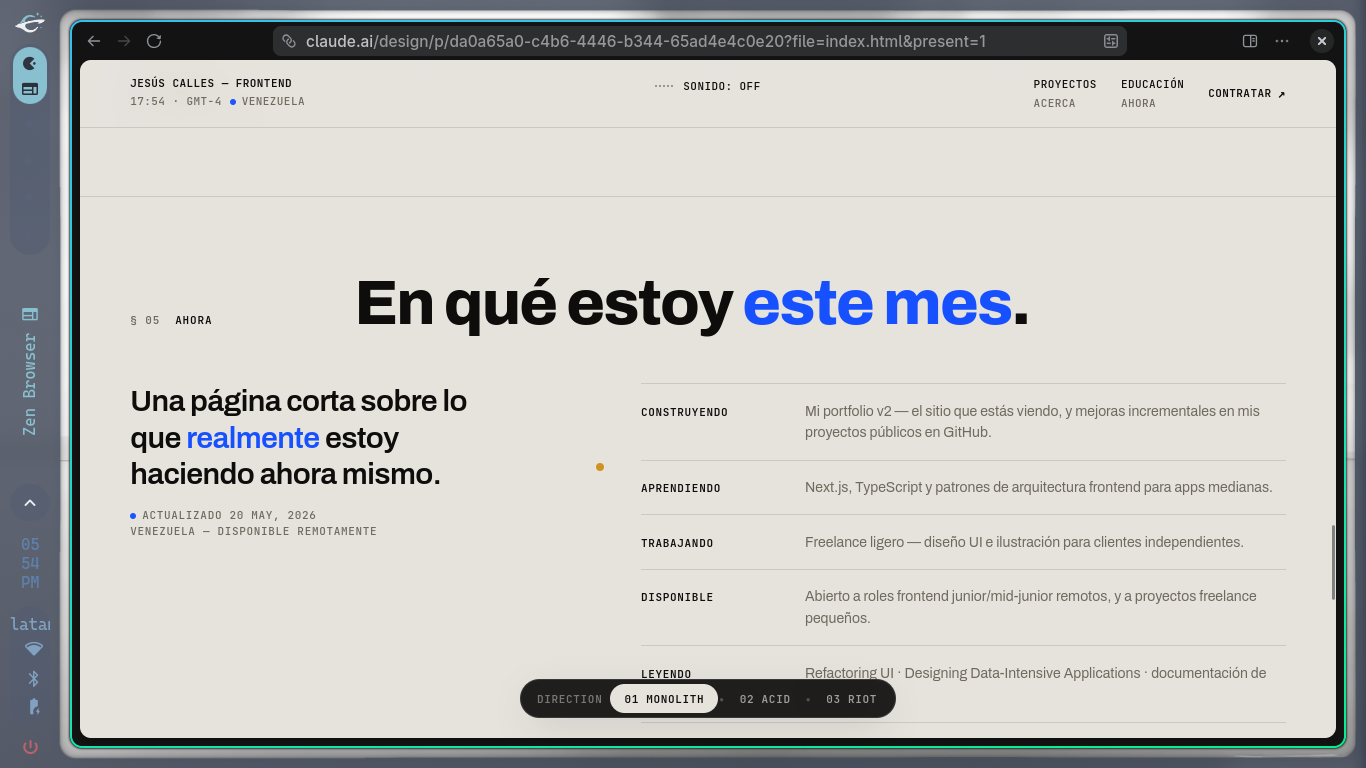 claude.ai/design/p/da0a65a0-c4b6-4446-b344-65ad4e4c0e20?file=index.html&present=1
JESÚS CALLES — FRONTEND
17:54 · GMT-4 VENEZUELA
SONIDO: OFF
PROYECTOS
ACERCA
EDUCACIÓN
AHORA
CONTRATAR ↗
§ 05 AHORA
En qué estoy este mes.
Una página corta sobre lo
que realmente estoy
haciendo ahora mismo.
ACTUALIZADO 20 MAY, 2026
VENEZUELA — DISPONIBLE REMOTAMENTE
CONSTRUYENDO
Mi portfolio v2 — el sitio que estás viendo, y mejoras incrementales en mis
proyectos públicos en GitHub.
APRENDIENDO
Next.js, TypeScript y patrones de arquitectura frontend para apps medianas.
TRABAJANDO
Freelance ligero — diseño UI e ilustración para clientes independientes.
DISPONIBLE
Abierto a roles frontend junior/mid-junior remotos, y a proyectos freelance
pequeños.
LEYENDO
Refactoring UI · Designing Data-Intensive Applications · documentación de
DIRECTION 01 MONOLITH 02 ACID 03 RIOT
Zen Browser
05
54
PM
latam